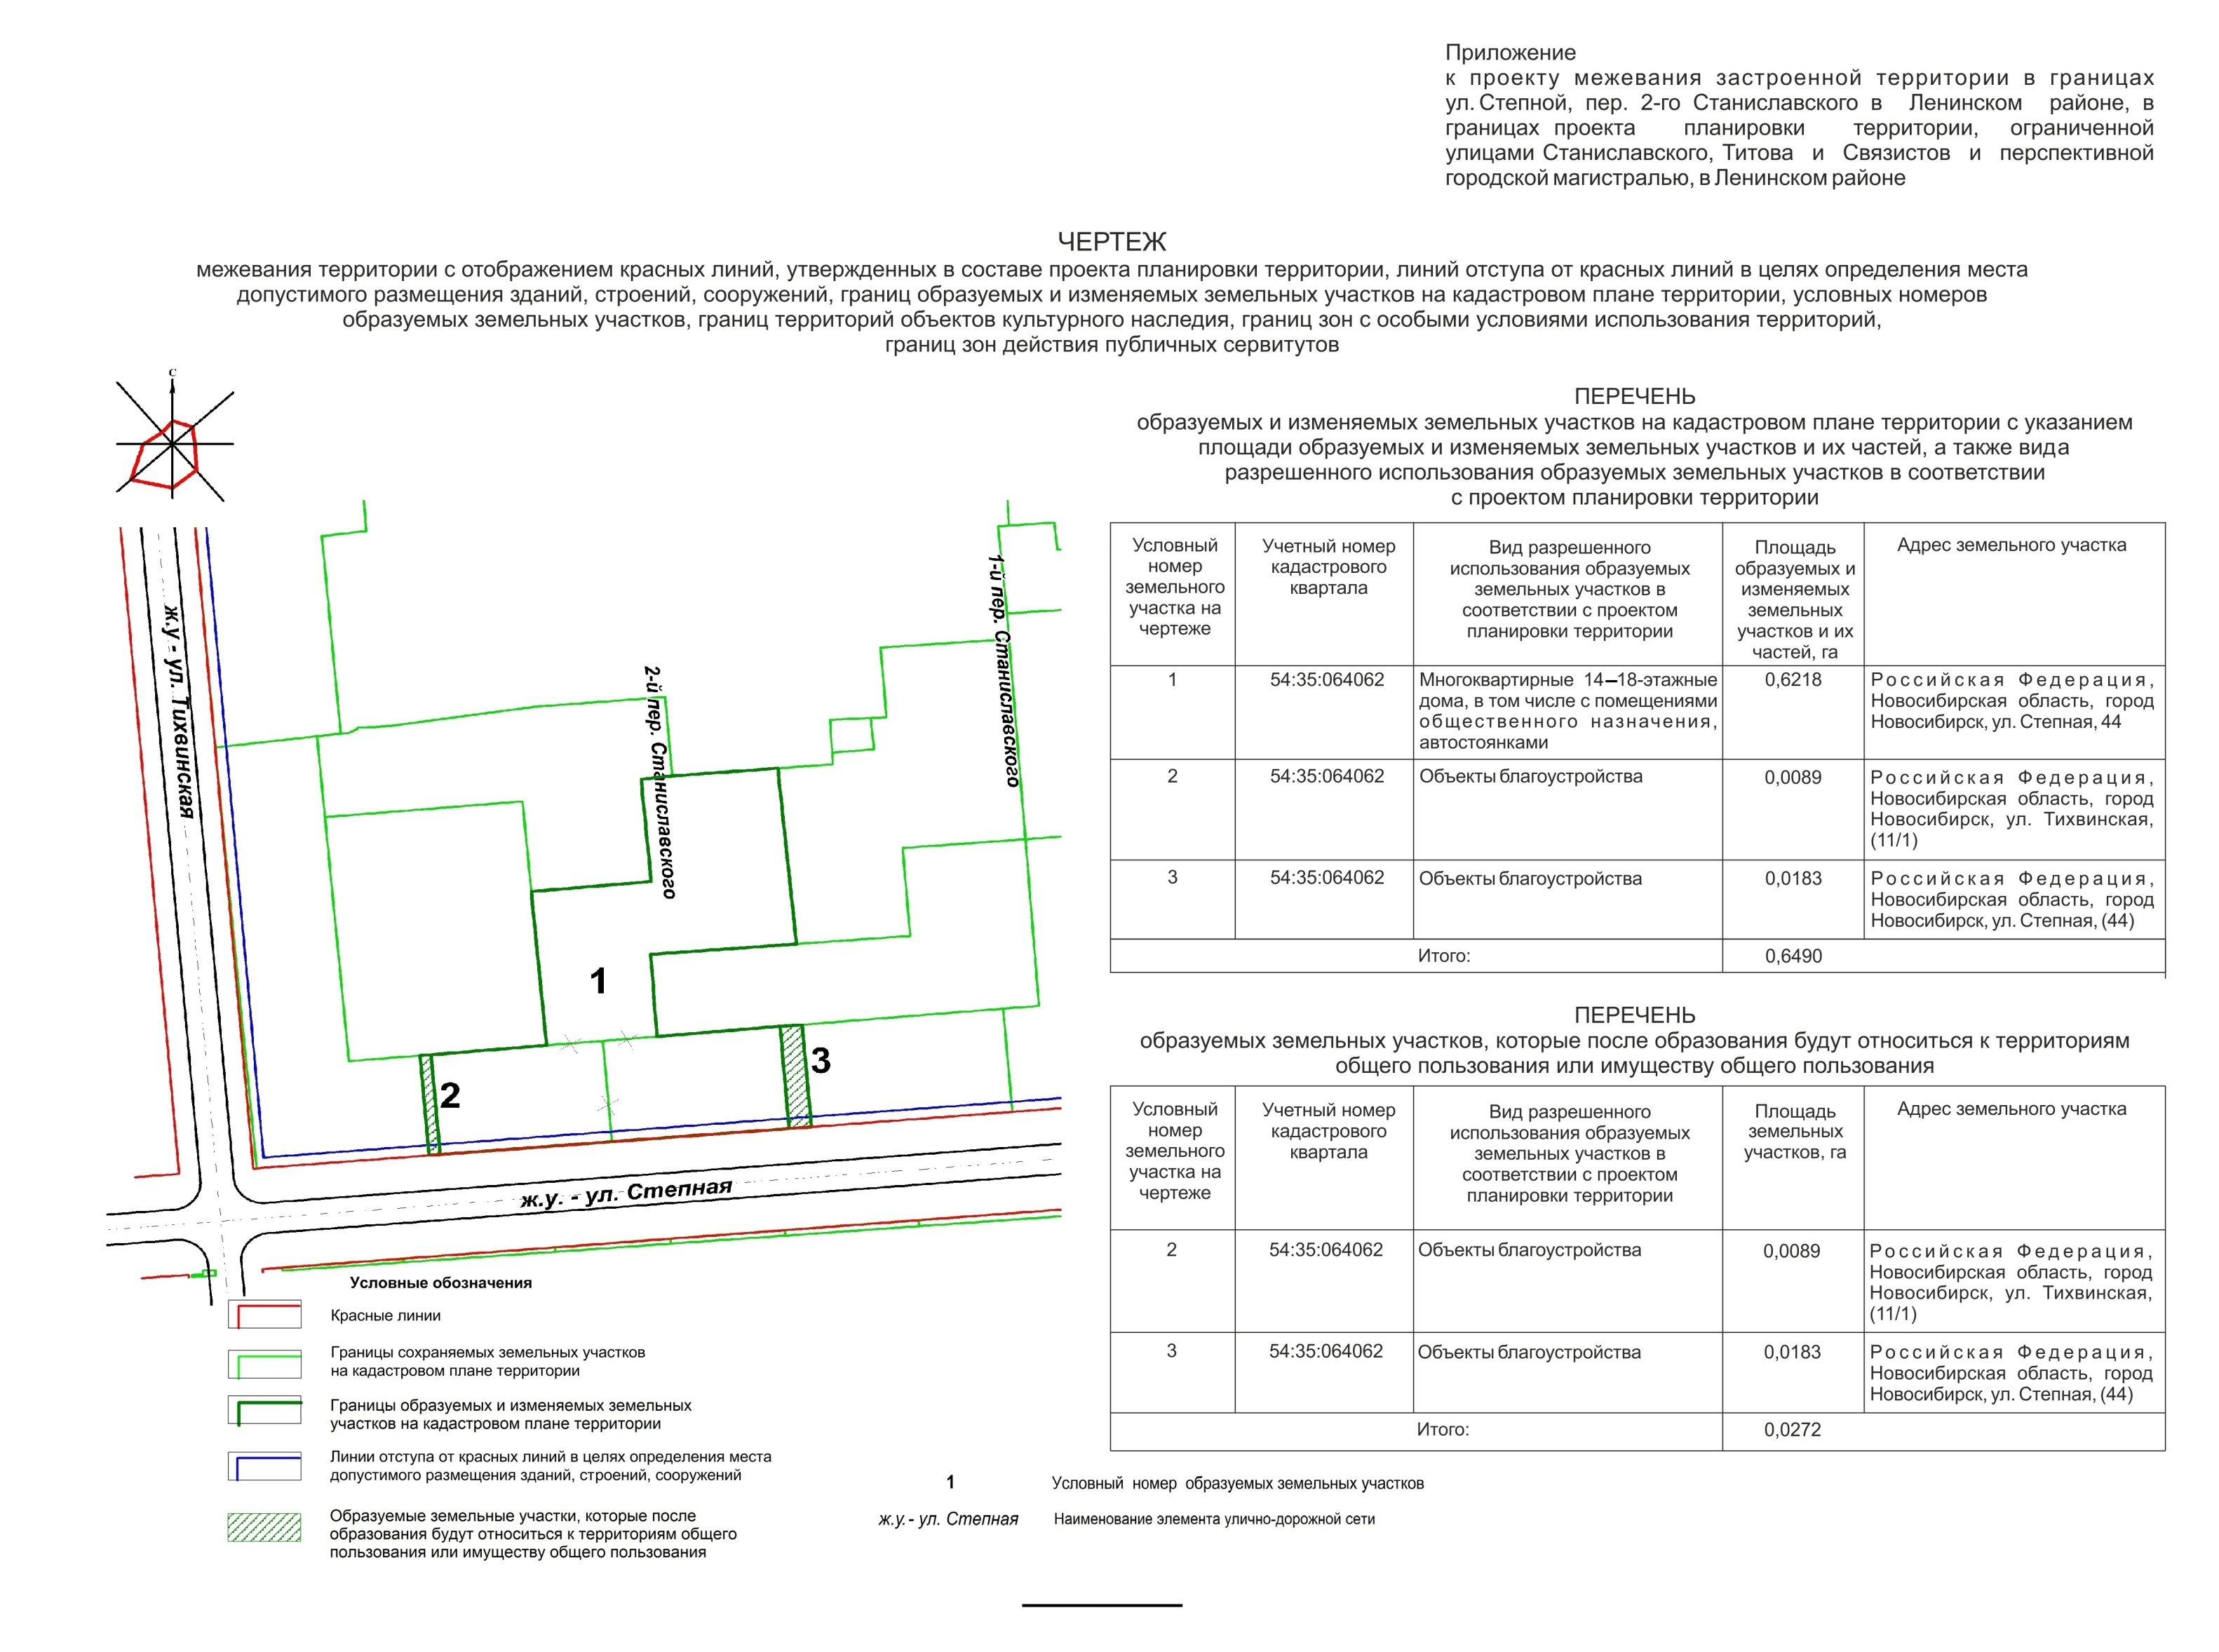 Приложение
к проекту межевания застроенной территории в границах
ул. Степной, пер. 2-го Станиславского в Ленинском районе, в
границах проекта планировки территории, ограниченной
улицами Станиславского, Титова и Связистов и перспективной
городской магистралью, в Ленинском районе
ЧЕРТЕЖ
межевания территории с отображением красных линий, утвержденных в составе проекта планировки территории, линий отступа от красных линий в целях определения места
допустимого размещения зданий, строений, сооружений, границ образуемых и изменяемых земельных участков на кадастровом плане территории, условных номеров
образуемых земельных участков, границ территорий объектов культурного наследия, границ зон с особыми условиями использования территорий,
границ зон действия публичных сервитутов
С
ж.у - ул. Тихвинская
2-й пер. Станиславского
1-й пер. Станиславского
1
2
3
ж.у. - ул. Степная
ПЕРЕЧЕНЬ
образуемых и изменяемых земельных участков на кадастровом плане территории с указанием
площади образуемых и изменяемых земельных участков и их частей, а также вида
разрешенного использования образуемых земельных участков в соответствии
с проектом планировки территории
Условный
номер
земельного
участка на
чертеже
Учетный номер
кадастрового
квартала
Вид разрешенного
использования образуемых
земельных участков в
соответствии с проектом
планировки территории
Площадь
образуемых и
изменяемых
земельных
участков и их
частей, га
Адрес земельного участка
1
54:35:064062
Многоквартирные 14–18-этажные
дома, в том числе с помещениями
общественного назначения,
автостоянками
0,6218
Российская Федерация,
Новосибирская область, город
Новосибирск, ул. Степная, 44
2
54:35:064062
Объекты благоустройства
0,0089
Российская Федерация,
Новосибирская область, город
Новосибирск, ул. Тихвинская,
(11/1)
3
54:35:064062
Объекты благоустройства
0,0183
Российская Федерация,
Новосибирская область, город
Новосибирск, ул. Степная, (44)
Итого:
0,6490
ПЕРЕЧЕНЬ
образуемых земельных участков, которые после образования будут относиться к территориям
общего пользования или имуществу общего пользования
Условный
номер
земельного
участка на
чертеже
Учетный номер
кадастрового
квартала
Вид разрешенного
использования образуемых
земельных участков в
соответствии с проектом
планировки территории
Площадь
земельных
участков, га
Адрес земельного участка
2
54:35:064062
Объекты благоустройства
0,0089
Российская Федерация,
Новосибирская область, город
Новосибирск, ул. Тихвинская,
(11/1)
3
54:35:064062
Объекты благоустройства
0,0183
Российская Федерация,
Новосибирская область, город
Новосибирск, ул. Степная, (44)
Итого:
0,0272
Условные обозначения
Красные линии
Границы сохраняемых земельных участков
на кадастровом плане территории
Границы образуемых и изменяемых земельных
участков на кадастровом плане территории
Линии отступа от красных линий в целях определения места
допустимого размещения зданий, строений, сооружений
Образуемые земельные участки, которые после
образования будут относиться к территориям общего
пользования или имуществу общего пользования
1 Условный номер образуемых земельных участков
ж.у. - ул. Степная Наименование элемента улично-дорожной сети